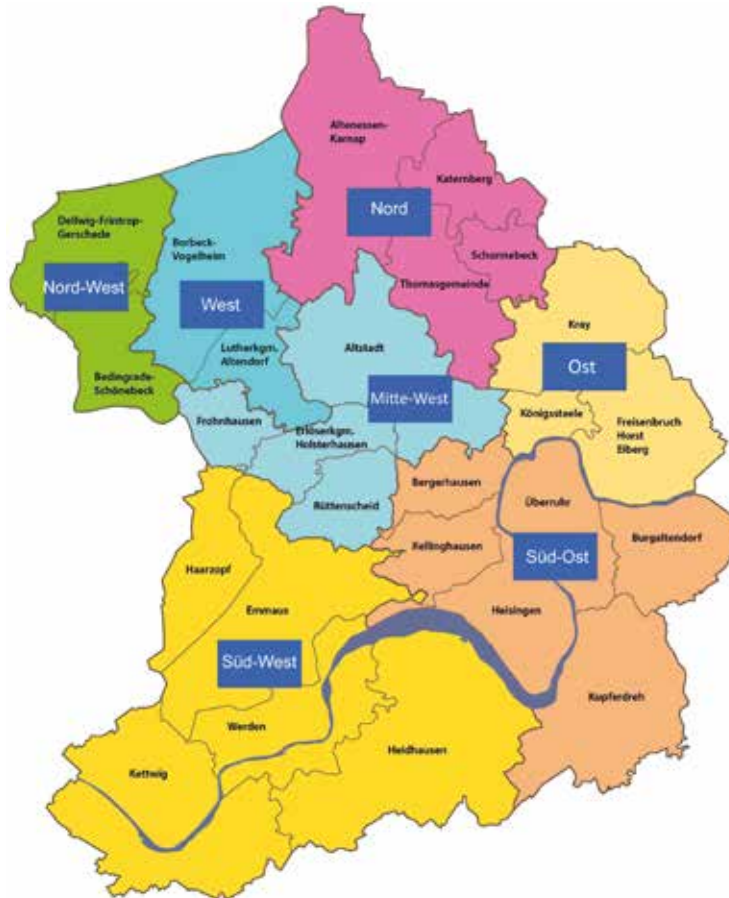 Altenessen-
Karnap
Katernberg
Nord
Schonnebeck
Thomasgemeinde
Dellwig-Frintrop-
Gerschede
Borbeck-
Vogelheim
Nord-West
West
Lutherkgm.
Altendorf
Bedingrade-
Schönebeck
Altstadt
Mitte-West
Kray
Ost
Königssteele
Freisenbruch
Horst
Eiberg
Frohnhausen
Erlöserkgm.
Holsterhausen
Rüttenscheid
Bergerhausen
Überruhr
Rellinghausen
Süd-Ost
Burgaltendorf
Haarzopf
Emmaus
Heisingen
Süd-West
Kupferdreh
Werden
Heidhausen
Kettwig